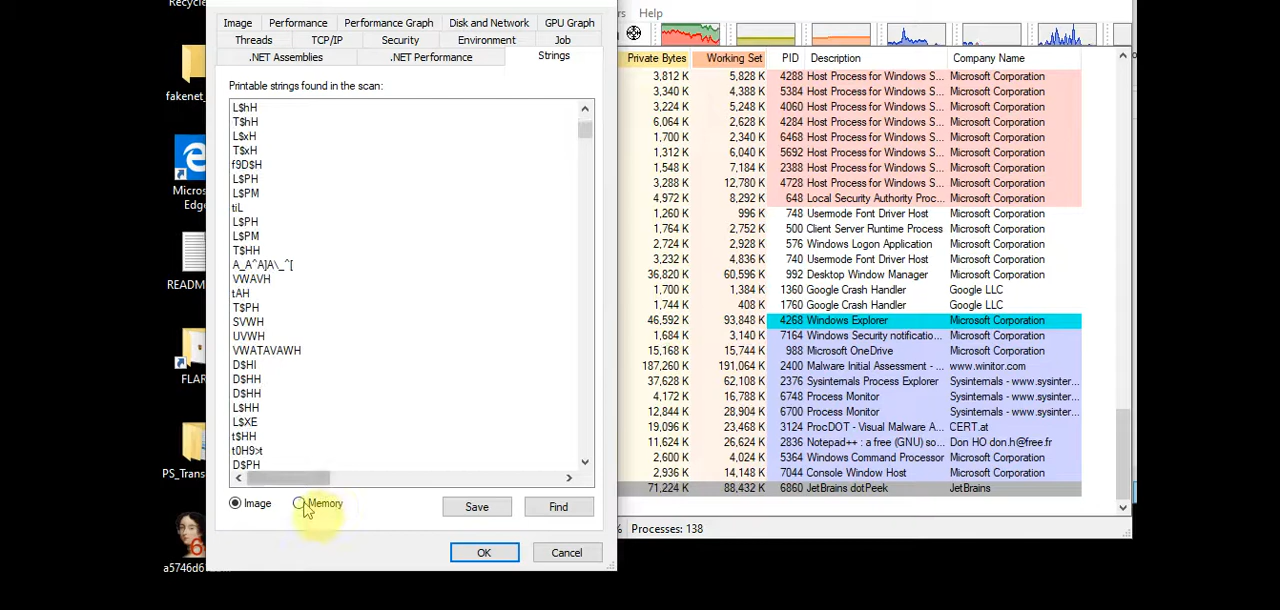 Recycle
fakenet_
Micros
Edge
READM
FLAR
PS_Trans
a5746d6
Image Performance Performance Graph Disk and Network GPU Graph
Threads TCP/IP Security Environment Job
.NET Assemblies .NET Performance Strings
Printable strings found in the scan:
L$hH
T$hH
L$xH
T$xH
f9D$H
L$PH
L$PM
tiL
L$PH
L$PM
T$HH
A_A^A]A\_^[
VWAVH
tAH
T$PH
SVWH
UVWH
VWATAVAWH
D$HI
D$HH
D$HH
L$HH
L$XE
t$HH
t0H9>t
D$PH
Image Memory Save Find
OK Cancel
rs Help
Private Bytes Working Set PID Description Company Name
3,812 K 5,828 K 4288 Host Process for Windows S... Microsoft Corporation
3,340 K 4,388 K 5384 Host Process for Windows S... Microsoft Corporation
3,224 K 5,248 K 4060 Host Process for Windows S... Microsoft Corporation
6,064 K 2,628 K 4284 Host Process for Windows S... Microsoft Corporation
1,700 K 2,340 K 6468 Host Process for Windows S... Microsoft Corporation
1,312 K 6,040 K 5692 Host Process for Windows S... Microsoft Corporation
1,548 K 7,184 K 2388 Host Process for Windows S... Microsoft Corporation
3,288 K 12,780 K 4728 Host Process for Windows S... Microsoft Corporation
4,972 K 8,292 K 648 Local Security Authority Proc... Microsoft Corporation
1,260 K 996 K 748 Usermode Font Driver Host Microsoft Corporation
1,764 K 2,752 K 500 Client Server Runtime Process Microsoft Corporation
2,724 K 2,928 K 576 Windows Logon Application Microsoft Corporation
3,232 K 4,836 K 740 Usermode Font Driver Host Microsoft Corporation
36,820 K 60,596 K 992 Desktop Window Manager Microsoft Corporation
1,700 K 1,384 K 1360 Google Crash Handler Google LLC
1,744 K 408 K 1760 Google Crash Handler Google LLC
46,592 K 93,848 K 4268 Windows Explorer Microsoft Corporation
1,684 K 3,140 K 7164 Windows Security notificatio... Microsoft Corporation
15,168 K 15,744 K 988 Microsoft OneDrive Microsoft Corporation
187,260 K 191,064 K 2400 Malware Initial Assessment - ... www.winitor.com
37,628 K 62,108 K 2376 Sysinternals Process Explorer Sysinternals - www.sysinter...
4,172 K 16,788 K 6748 Process Monitor Sysinternals - www.sysinter...
12,844 K 28,904 K 6700 Process Monitor Sysinternals - www.sysinter...
19,096 K 23,468 K 3124 ProcDOT - Visual Malware A... CERT.at
11,624 K 26,624 K 2836 Notepad++ : a free (GNU) so... Don HO don.h@free.fr
2,600 K 4,024 K 5364 Windows Command Processor Microsoft Corporation
2,936 K 14,148 K 7044 Console Window Host Microsoft Corporation
71,224 K 88,432 K 6860 JetBrains dotPeek JetBrains
% Processes: 138